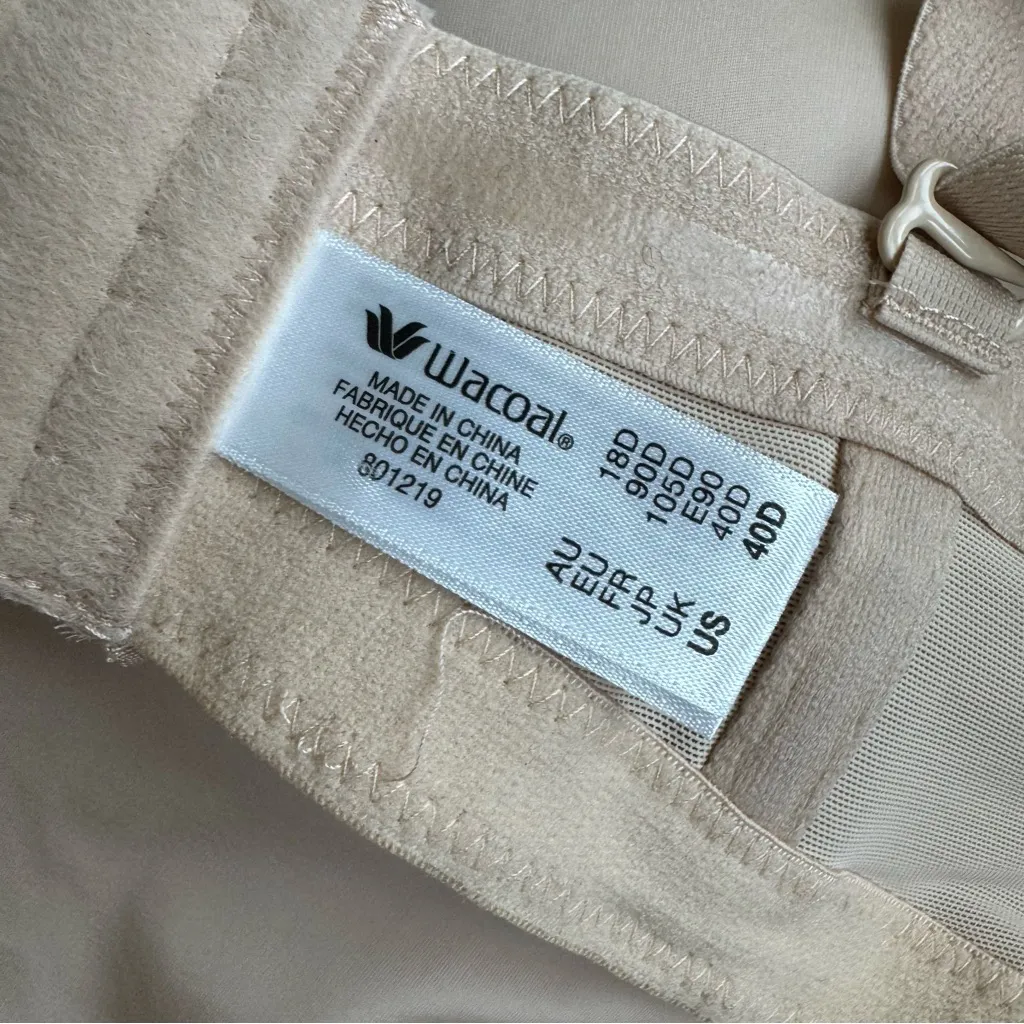 wacoal®
MADE IN CHINA
FABRIQUE EN CHINE
HECHO EN CHINA
801219
AU 18D
EU 90D
FR 105D
JP E90
UK 40D
US 40D